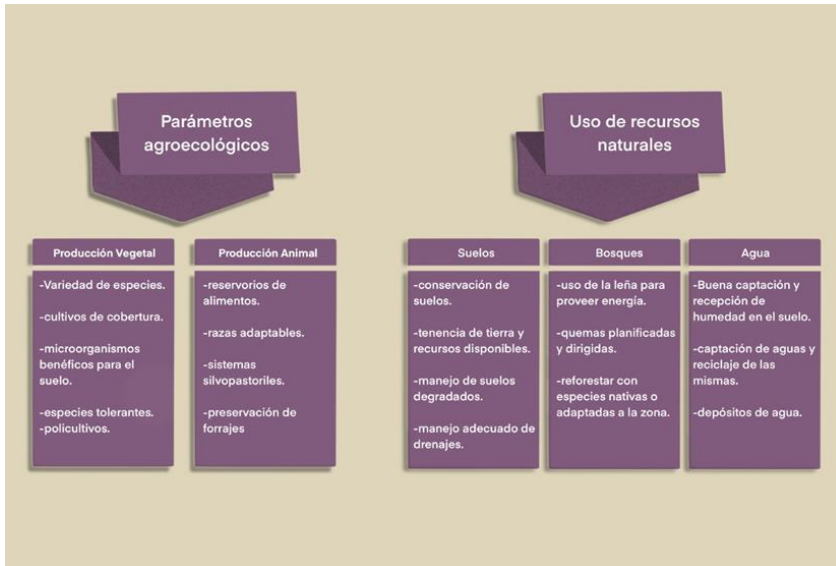 Parámetros
agroecológicos
Producción Vegetal
-Variedad de especies.
-cultivos de cobertura.
-microorganismos
benéficos para el
suelo.
-especies tolerantes.
-policultivos.
Producción Animal
-reservorios de
alimentos.
-razas adaptables.
-sistemas
silvopastoriles.
-preservación de
forrajes
Uso de recursos
naturales
Suelos
-conservación de
suelos.
-tenencia de tierra y
recursos disponibles.
-manejo de suelos
degradados.
-manejo adecuado de
drenajes.
Bosques
-uso de la leña para
proveer energía.
-quemas planificadas
y dirigidas.
-reforestar con
especies nativas o
adaptadas a la zona.
Agua
-Buena captación y
recepción de
humedad en el suelo.
-captación de aguas y
reciclaje de las
mismas.
-depósitos de agua.